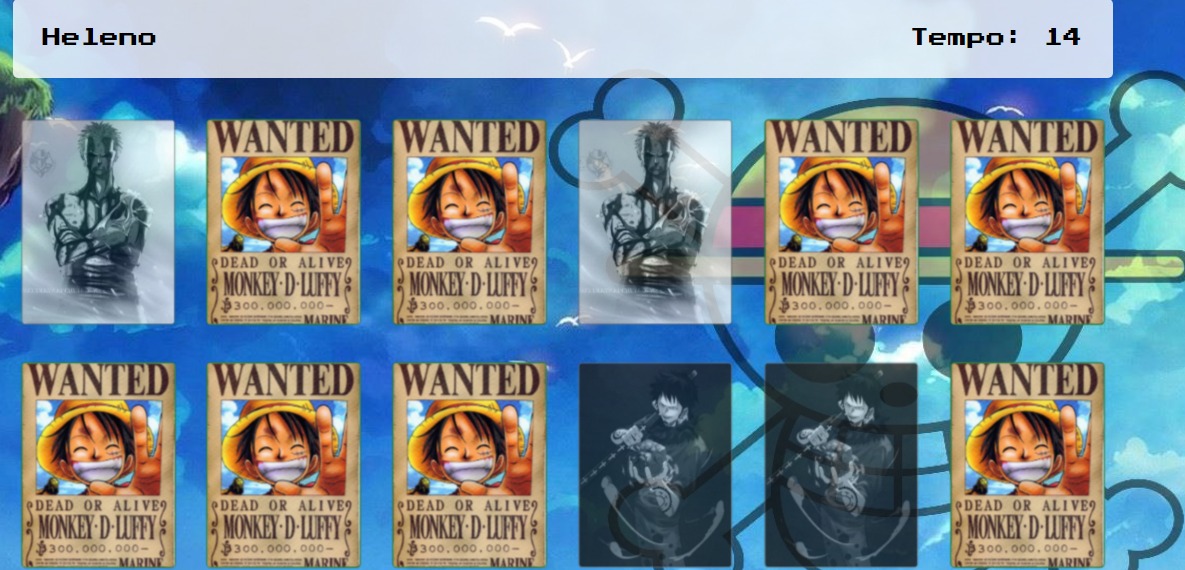 Heleno
Tempo: 14
WANTED
DEAD OR ALIVE
MONKEY·D·LUFFY
300.000.000-
MARINE
WANTED
DEAD OR ALIVE
MONKEY·D·LUFFY
300.000.000-
MARINE
WANTED
DEAD OR ALIVE
MONKEY·D·LUFFY
300.000.000-
MARINE
WANTED
DEAD OR ALIVE
MONKEY·D·LUFFY
300.000.000-
MARINE
WANTED
DEAD OR ALIVE
MONKEY·D·LUFFY
300.000.000-
MARINE
WANTED
DEAD OR ALIVE
MONKEY·D·LUFFY
300.000.000-
MARINE
WANTED
DEAD OR ALIVE
MONKEY·D·LUFFY
300.000.000-
MARINE
WANTED
DEAD OR ALIVE
MONKEY·D·LUFFY
300.000.000-
MARINE